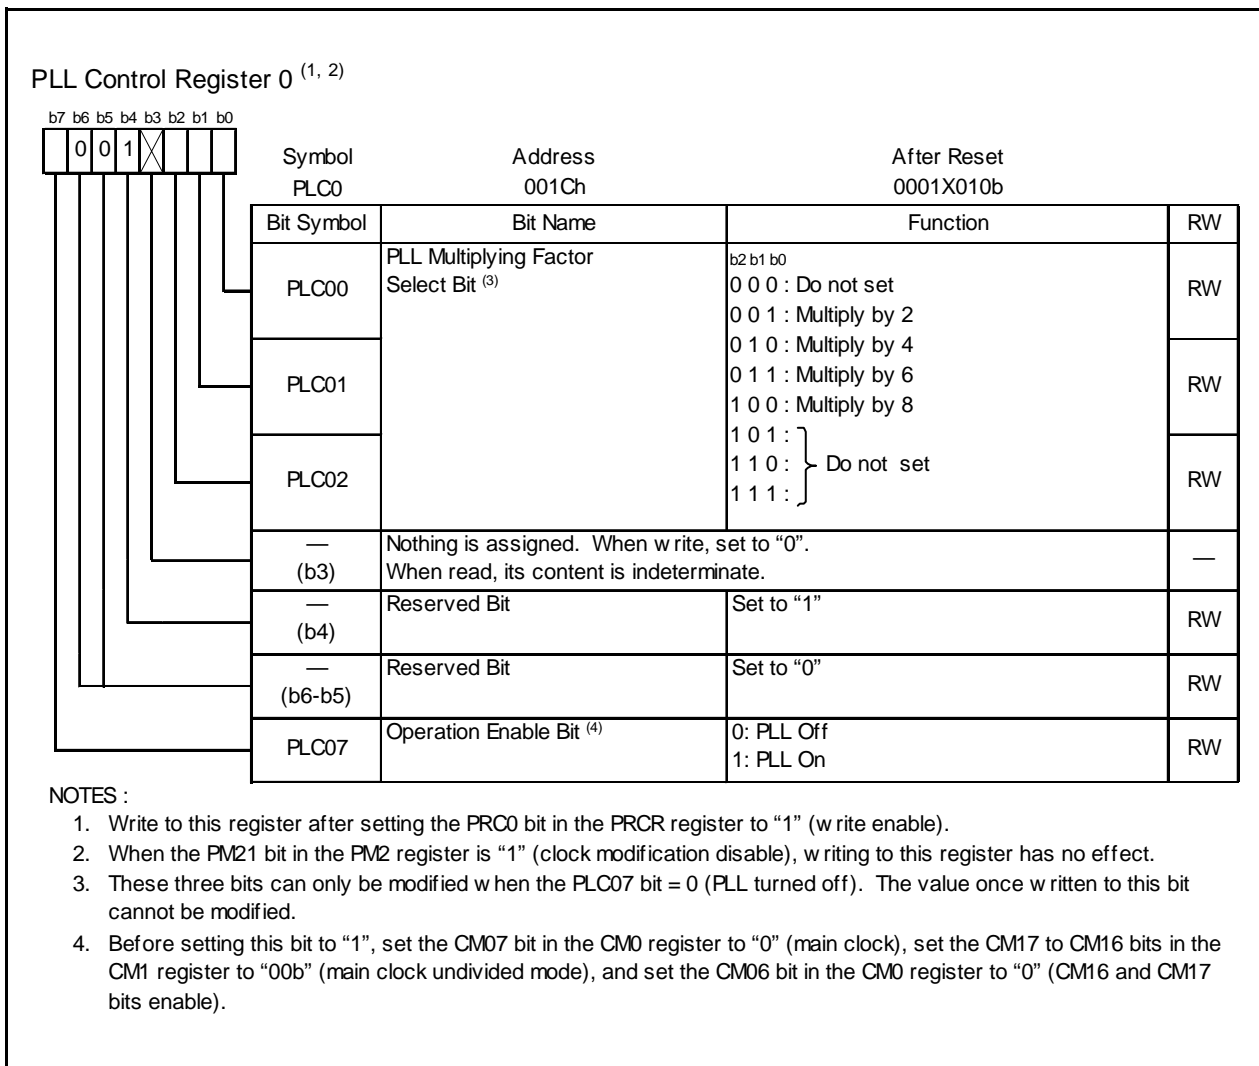 PLL Control Register 0 (1, 2)
b7 b6 b5 b4 b3 b2 b1 b0
0 0 1
Symbol Address After Reset
PLC0 001Ch 0001X010b
Bit Symbol Bit Name Function RW
PLC00 PLL Multiplying Factor
Select Bit (3) b2 b1 b0
0 0 0 : Do not set RW
0 0 1 : Multiply by 2
0 1 0 : Multiply by 4
PLC01 0 1 1 : Multiply by 6 RW
1 0 0 : Multiply by 8
1 0 1 :
PLC02 1 1 0 : Do not set RW
1 1 1 :
— Nothing is assigned. When write, set to “0”. —
(b3) When read, its content is indeterminate.
— Reserved Bit Set to “1” RW
(b4)
— Reserved Bit Set to “0” RW
(b6-b5)
PLC07 Operation Enable Bit (4) 0: PLL Off RW
1: PLL On
NOTES :
1. Write to this register after setting the PRC0 bit in the PRCR register to “1” (write enable).
2. When the PM21 bit in the PM2 register is “1” (clock modification disable), writing to this register has no effect.
3. These three bits can only be modified when the PLC07 bit = 0 (PLL turned off). The value once written to this bit
cannot be modified.
4. Before setting this bit to “1”, set the CM07 bit in the CM0 register to “0” (main clock), set the CM17 to CM16 bits in the
CM1 register to “00b” (main clock undivided mode), and set the CM06 bit in the CM0 register to “0” (CM16 and CM17
bits enable).